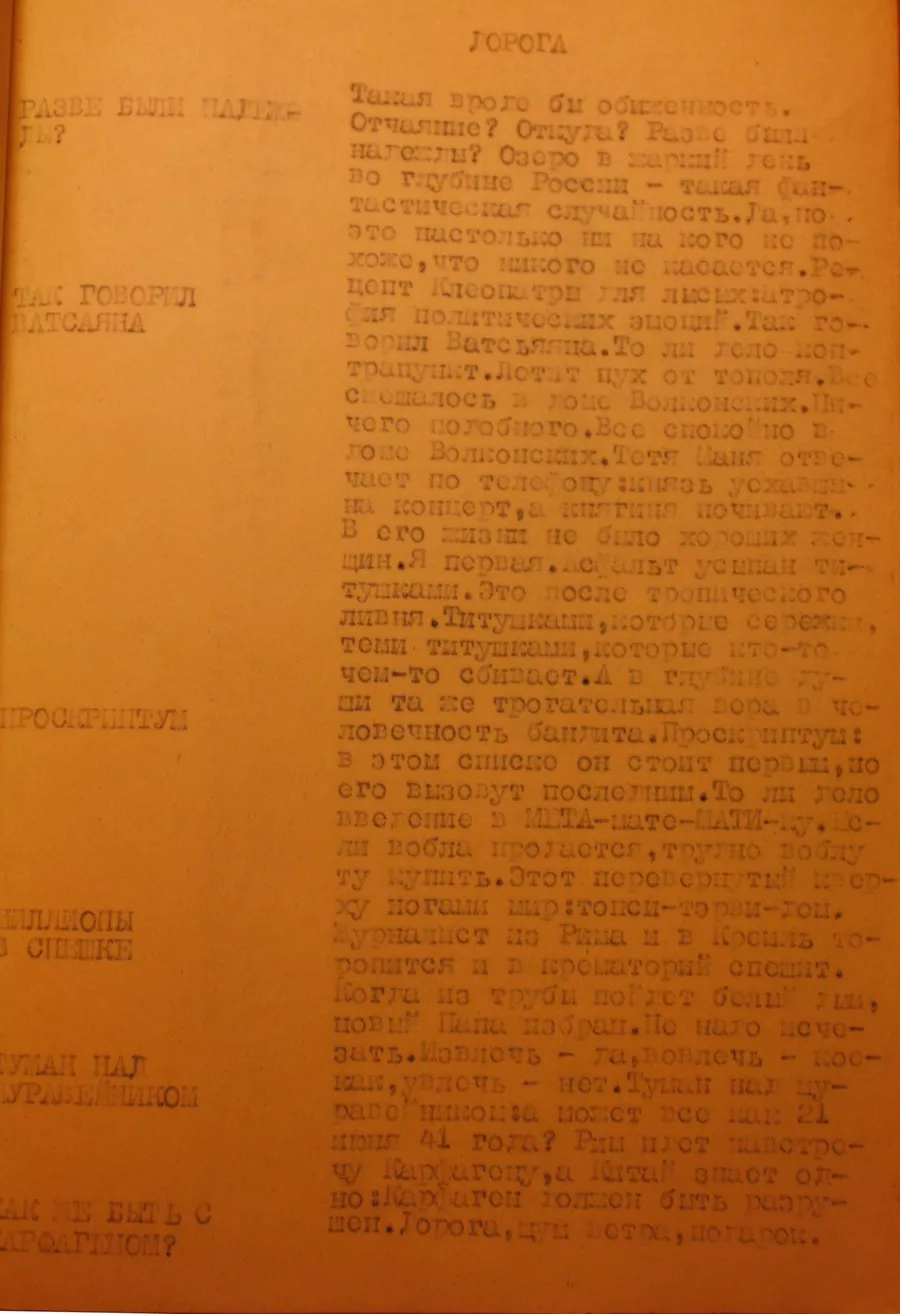 ДОРОГА
РАЗВЕ БЫЛИ НАДЕЖ-
ДЫ?
Такая вроде бы обыженность.
Отчаяние? Откуда? Разве были
надежды? Озеро в жаркий день
во глубине России - такая фан-
тастическая случайность.Да,но
это настолько ни на кого не по-
хоже,что никого не касается.Ре-
ТАК ГОВОРИЛ
ВАТСАЯНА
цепт Клеопатры для лысых:атро-
фия политических эмоций.Так го-
ворил Ватсьяяна.То ли дело кон-
трапункт.Летит пух от тополя.Все
смешалось в доме Волконских.Ни-
чего подобного.Все спокойно в
доме Волконских.Тетя Маня отве-
чает по телефону:князь уехавши
на концерт,а княгиня почивают.
В его жизни не было хороших жен-
щин.Я первая.Асфальт усыпан ти-
тушками.Это после тропического
ливня.Титушками,которые сережки,
теми титушками,которые кто-то
чем-то сбивает.А в глубине ду-
ши та же трогательная вера в че-
ПРОСКРИПТУМ
ловечность бандита.Проскриптум:
в этом списке он стоит первым,но
его вызовут последним.То ли дело
введение в МЕТА-мате-МАТИ-ку.Ес-
ли вобла продается,трудно воблу
ту купить.Этот перевернутый квер-
ху ногами мир:топси-терви-дом.
БИЛЛИОНЫ
В СПЕШКЕ
Журналист из Рима и в Кремль то-
ропится и в крематорий спешит.
Когда из трубы пойдет белый дым,
новый Папа избран.Не надо исче-
зать.Извлечь - да,вовлечь - кое-
ТУМАН НАД
МУРАВЕЙНИКОМ
как,увлечь - нет.Туман над му-
равейником:а может все как 21
июня 41 года? Рим идет навстре-
чу Карфагену,а Китай знает од-
КАК ЖЕ БЫТЬ С
КАРФАГЕНОМ?
но:Карфаген должен быть разру-
шен.Дорога,шум ветра,подарок.